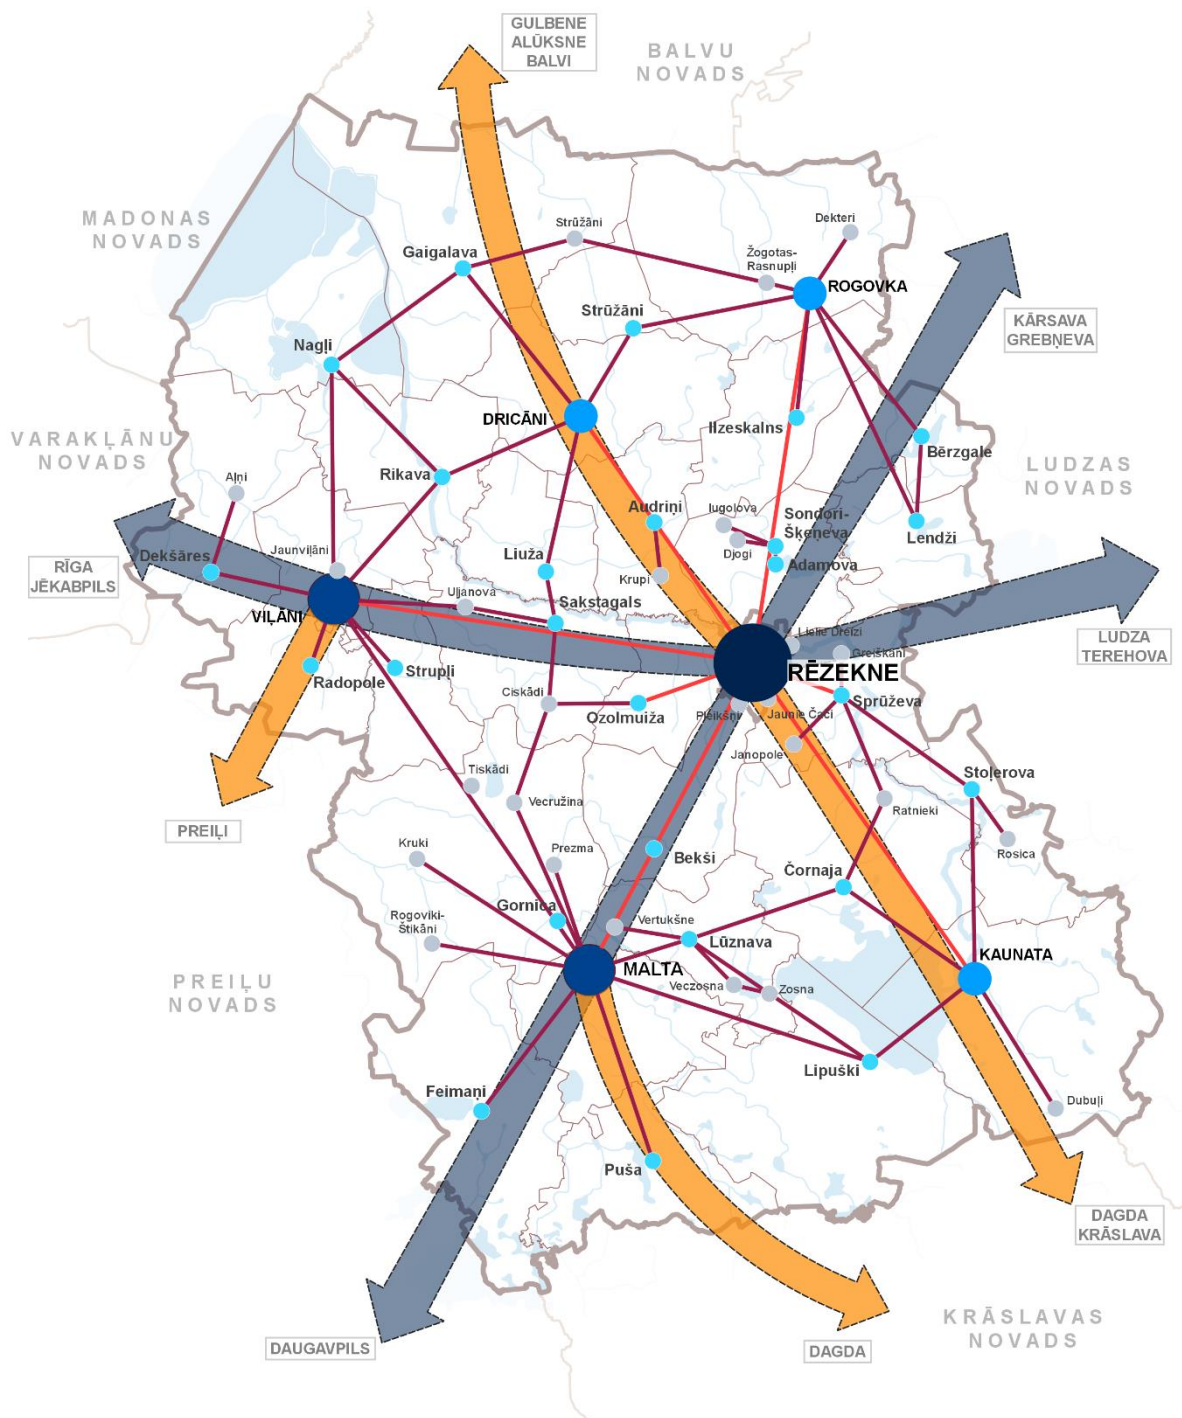 GULBENE
ALŪKSNE
BALVI
BALVU
NOVADS
MADONAS
NOVADS
Strūžāni
Dekteri
Gaigalava
Žogotas-
Rasnupļi
ROGOVKA
Strūžāni
KĀRSAVA
GREBŅEVA
Nagļi
DRICĀNI
Ilzeskalns
VARAKĻĀNU
NOVADS
Bērzgale
LUDZAS
NOVADS
Rikava
Aļņi
Audriņi
Iugolova
Sondori-
Šķeņeva
Lendži
Jaunviļāni
Dekšāres
Liuža
Djogi
Adamova
RĪGA
JĒKABPILS
Krupi
Uļjanova
Sakstagals
VIĻĀNI
Lielie Dreizi
LUDZA
TEREHOVA
Greiškāni
RĒZEKNE
Strupļi
Radopole
Ciskādi
Ozolmuiža
Pleikšņi
Jaunie Čači
Sprūževa
Janopole
Tiskādi
Stoļerova
Vecružina
Ratnieki
PREIĻI
Kruki
Prezma
Bekši
Rosica
Čornaja
Gornica
Rogoviki-
Štikāni
Vertukšne
Lūznava
KAUNATA
MALTA
PREIĻU
NOVADS
Veczosna
Zosna
Lipuški
Feimaņi
Dubuļi
Puša
DAGDA
KRĀSLAVA
KRĀSLAVAS
NOVADS
DAUGAVPILS
DAGDA